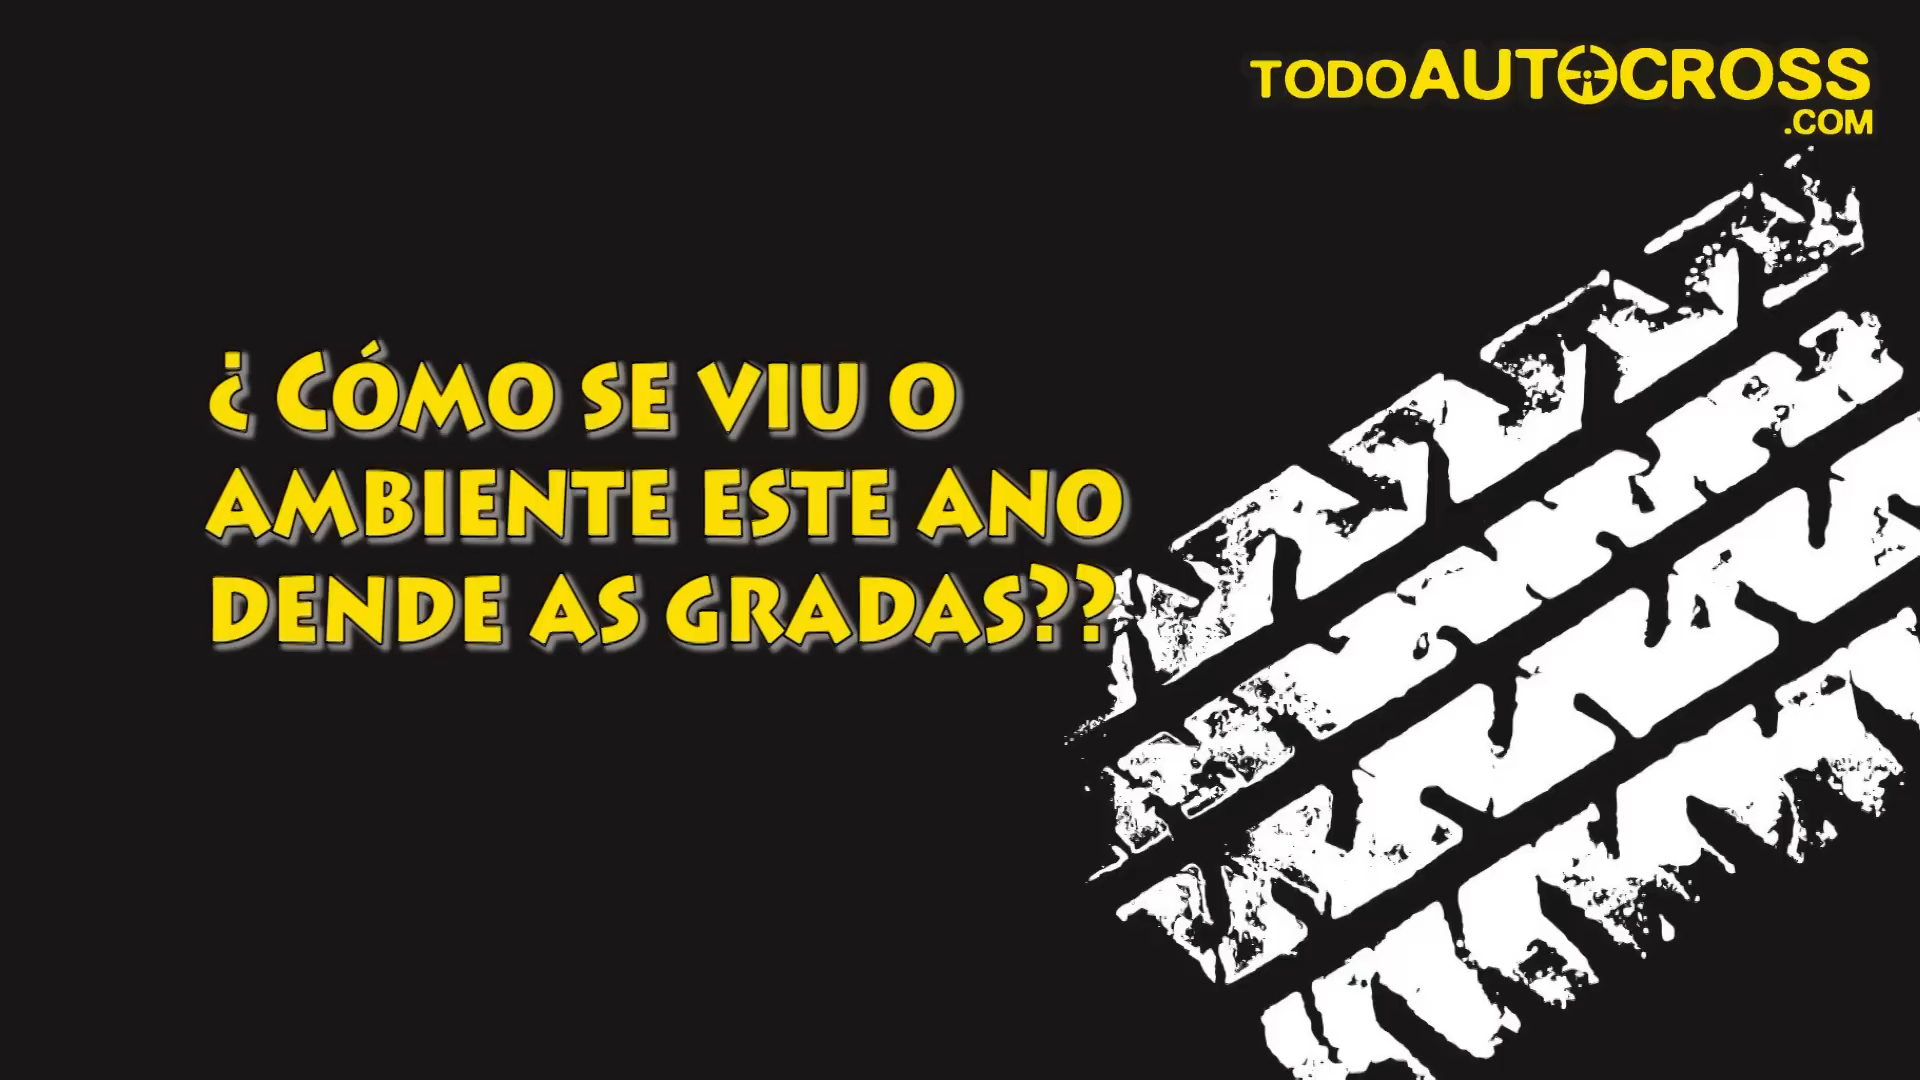 TODOAUTOCROSS
.COM
¿ CÓMO SE VIU O
AMBIENTE ESTE ANO
DENDE AS GRADAS??